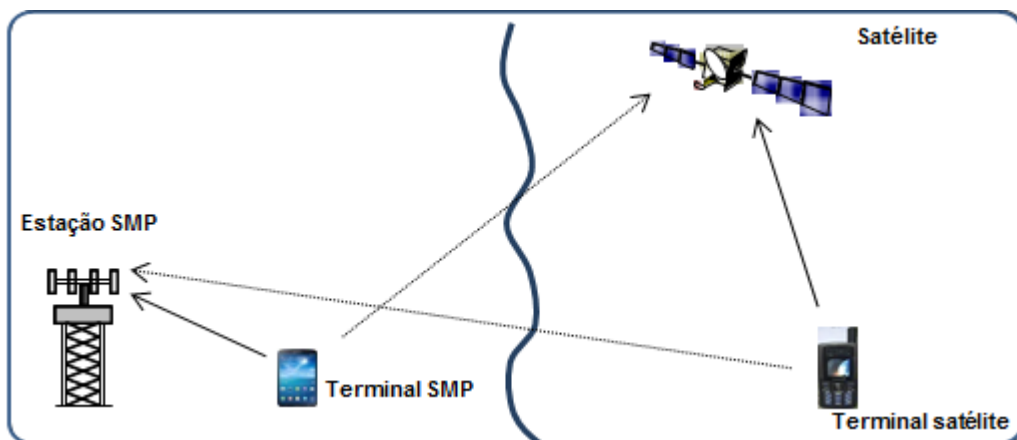 Satélite
Estação SMP
Terminal SMP
Terminal satélite